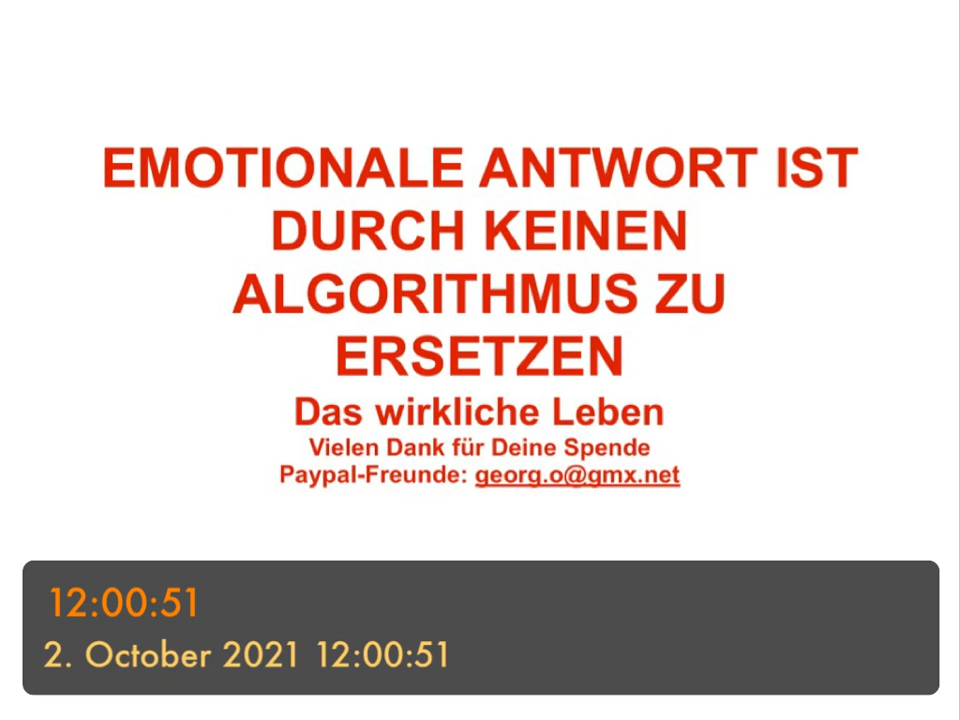 EMOTIONALE ANTWORT IST
DURCH KEINEN
ALGORITHMUS ZU
ERSETZEN
Das wirkliche Leben
Vielen Dank für Deine Spende
Paypal-Freunde: georg.o@gmx.net
12:00:51
2. October 2021 12:00:51